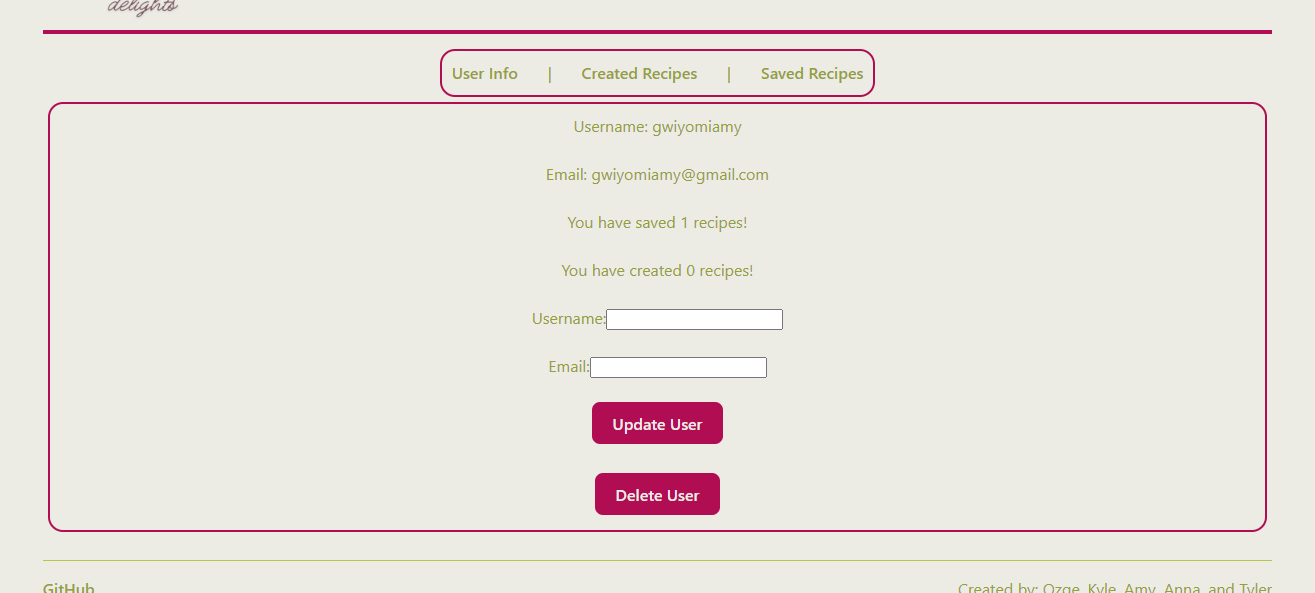 delights
User Info | Created Recipes | Saved Recipes
Username: gwiyomiamy
Email: gwiyomiamy@gmail.com
You have saved 1 recipes!
You have created 0 recipes!
Username:
Email:
Update User
Delete User
GitHub
Created by: Ozge, Kyle, Amy, Anna, and Tyler